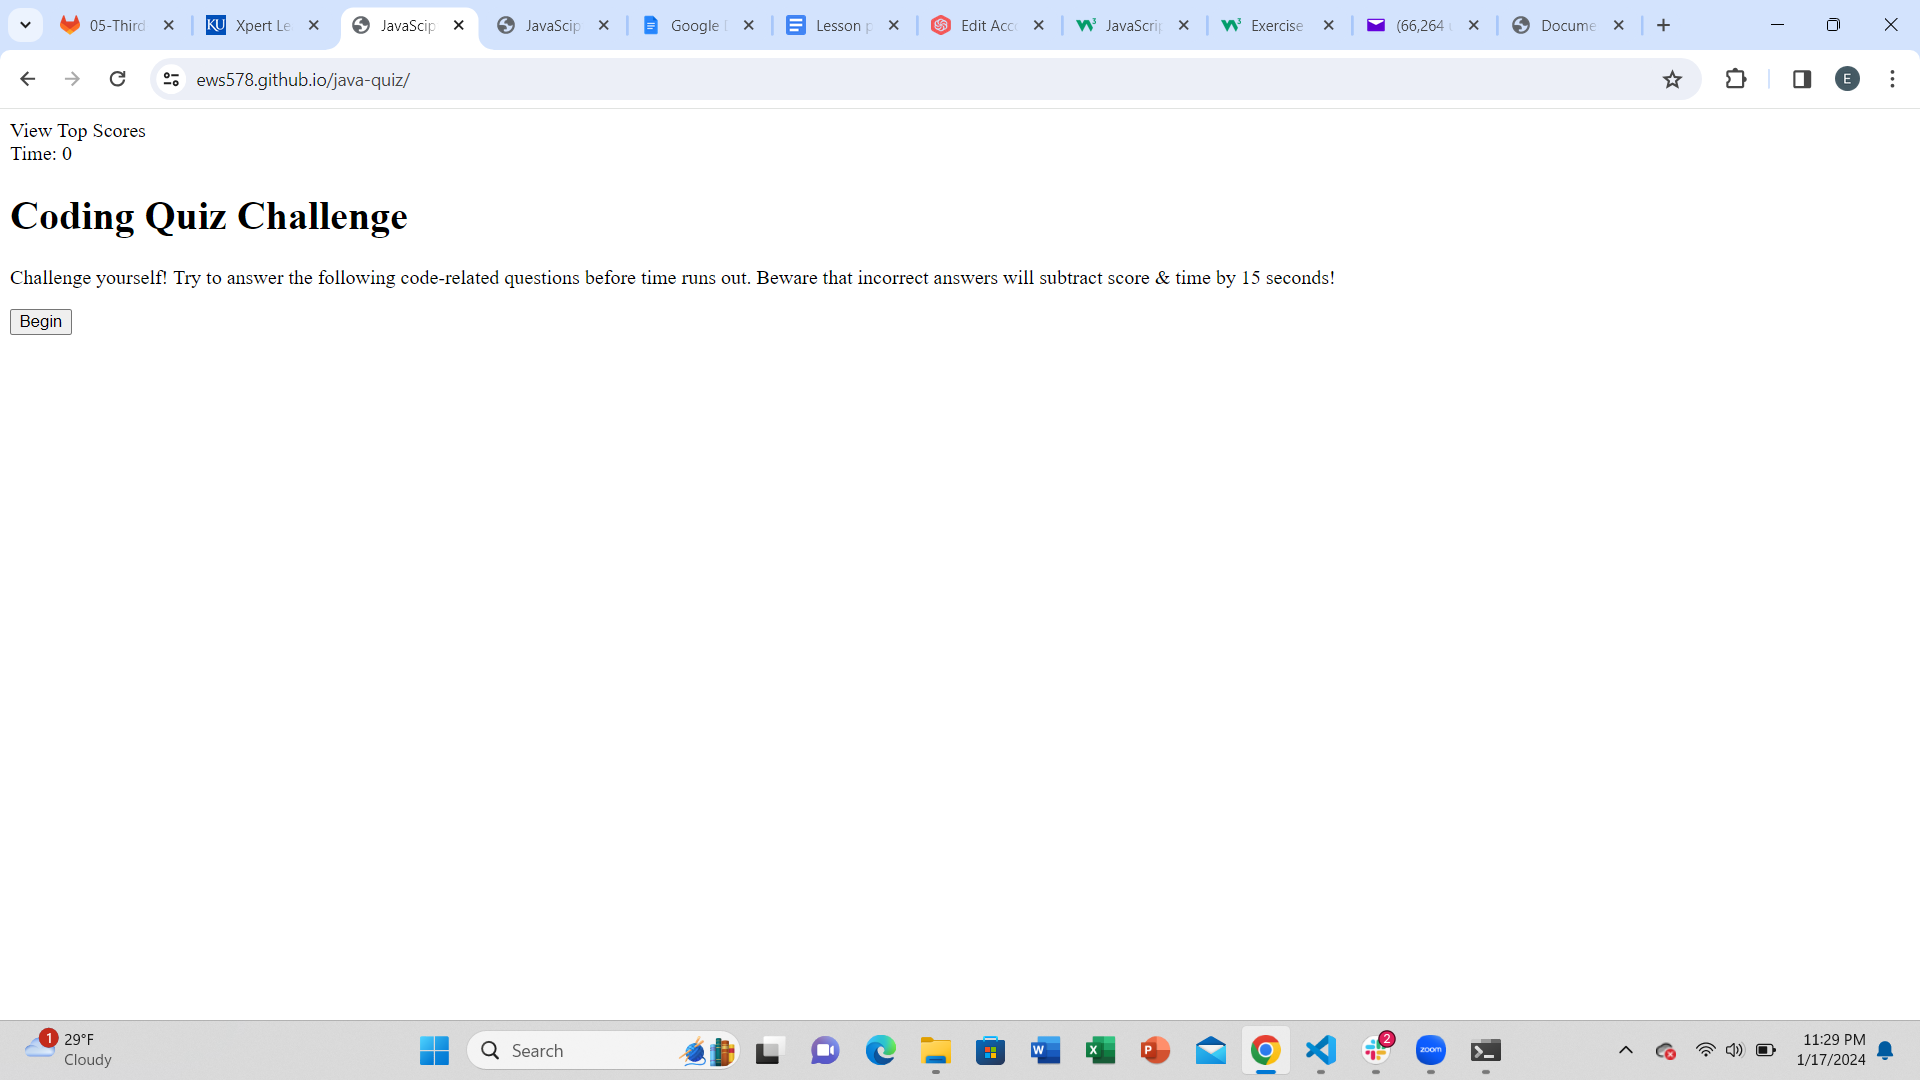 05-Third
Xpert Le
JavaScip
JavaScip
Google D
Lesson p
Edit Acco
JavaScrip
Exercise
(66,264 u
Docume
ews578.github.io/java-quiz/
E
View Top Scores
Time: 0
Coding Quiz Challenge
Challenge yourself! Try to answer the following code-related questions before time runs out. Beware that incorrect answers will subtract score & time by 15 seconds!
Begin
1
29°F
Cloudy
Search
2
zoom
11:29 PM
1/17/2024